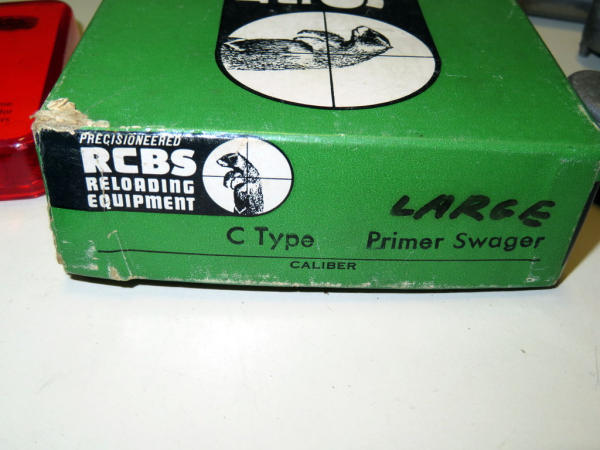 PRECISIONEERED
RCBS
RELOADING
EQUIPMENT
LARGE
C Type Primer Swager
CALIBER